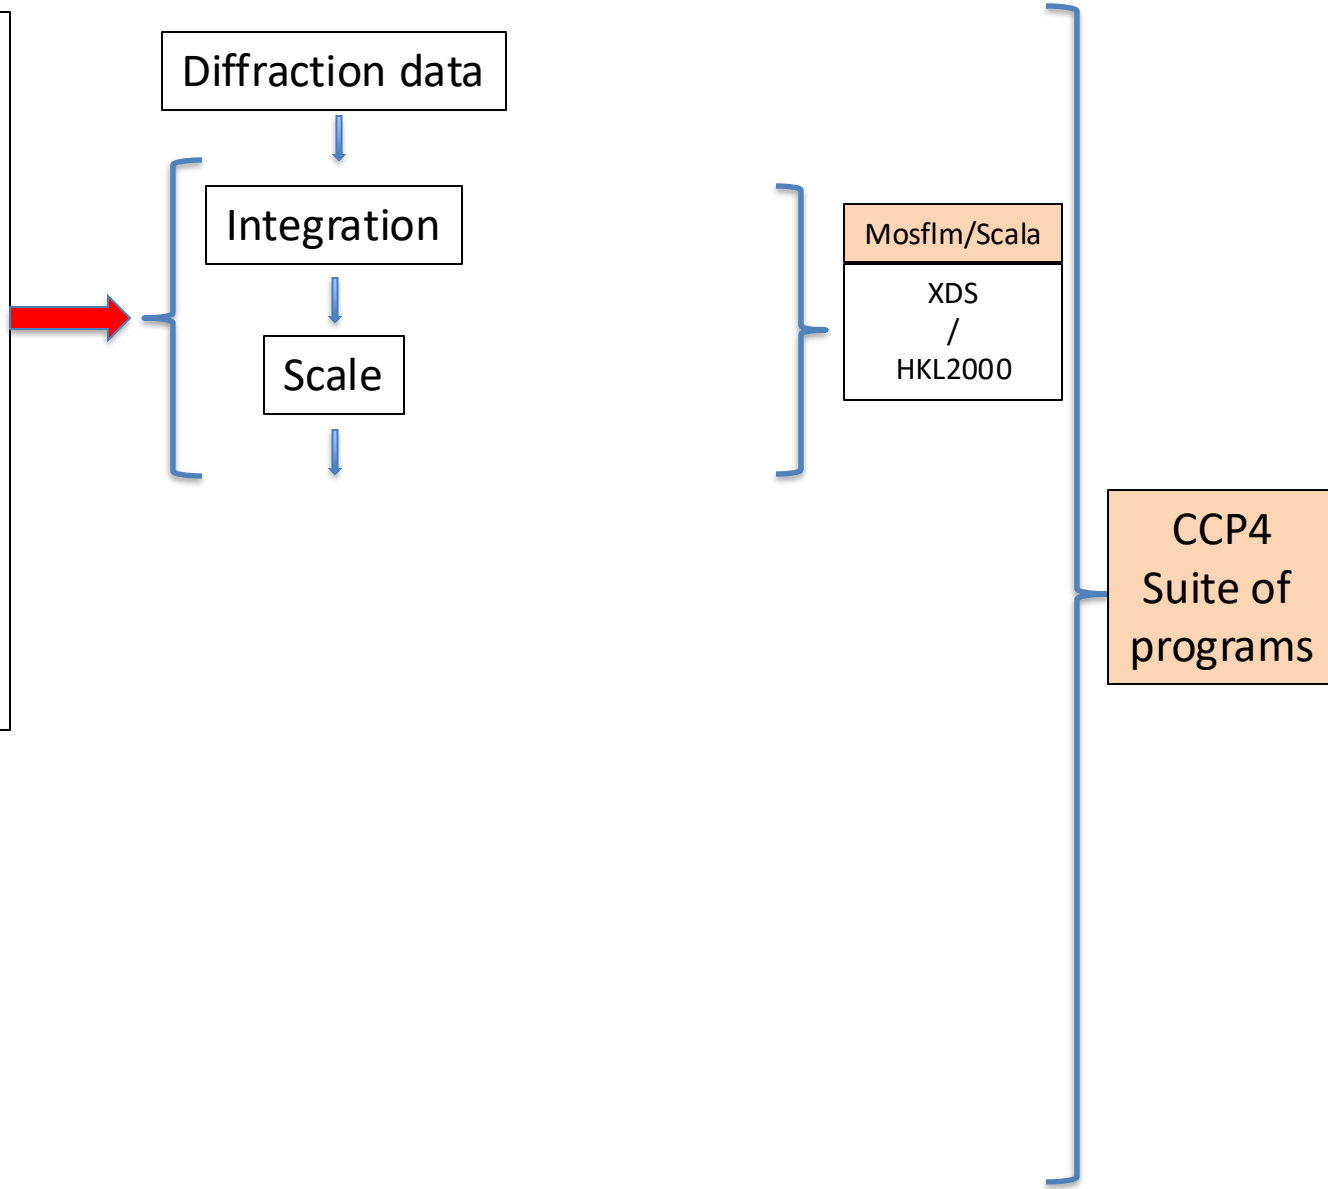 Diffraction data
Integration
Scale
Mosflm/Scala
XDS
/
HKL2000
CCP4
Suite of
programs